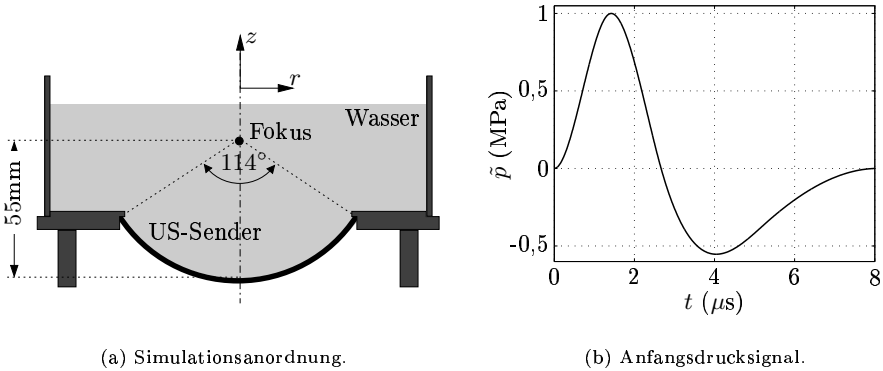 z
r
Wasser
Fokus
114°
55mm
US-Sender
(a) Simulationsanordnung.
1
0,5
0
-0,5
p̃ (MPa)
0 2 4 6 8
t (µs)
(b) Anfangsdrucksignal.